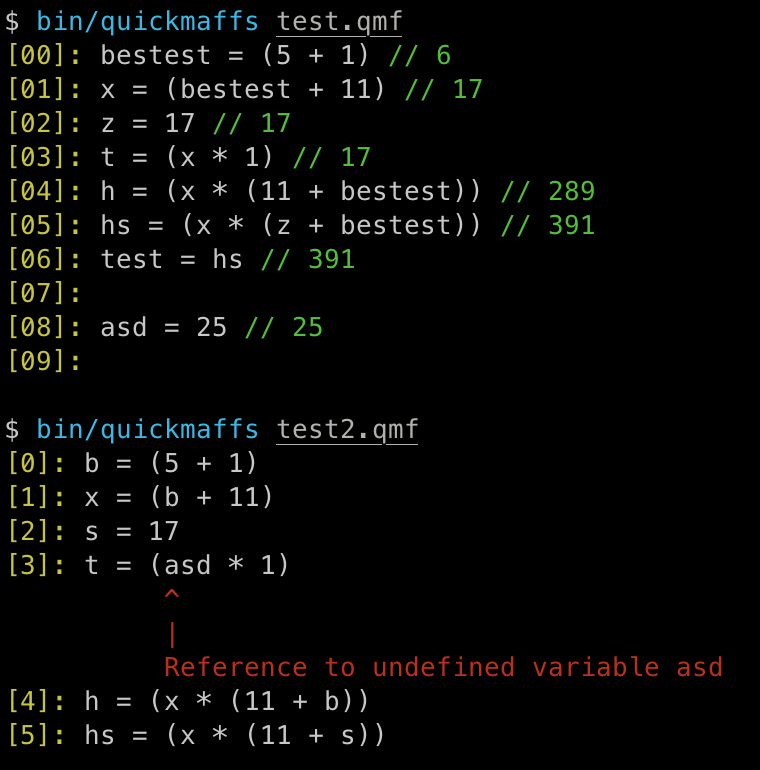 $ bin/quickmaffs test.qmf
[00]: bestest = (5 + 1) // 6
[01]: x = (bestest + 11) // 17
[02]: z = 17 // 17
[03]: t = (x * 1) // 17
[04]: h = (x * (11 + bestest)) // 289
[05]: hs = (x * (z + bestest)) // 391
[06]: test = hs // 391
[07]:
[08]: asd = 25 // 25
[09]:
$ bin/quickmaffs test2.qmf
[0]: b = (5 + 1)
[1]: x = (b + 11)
[2]: s = 17
[3]: t = (asd * 1)
^
|
Reference to undefined variable asd
[4]: h = (x * (11 + b))
[5]: hs = (x * (11 + s))